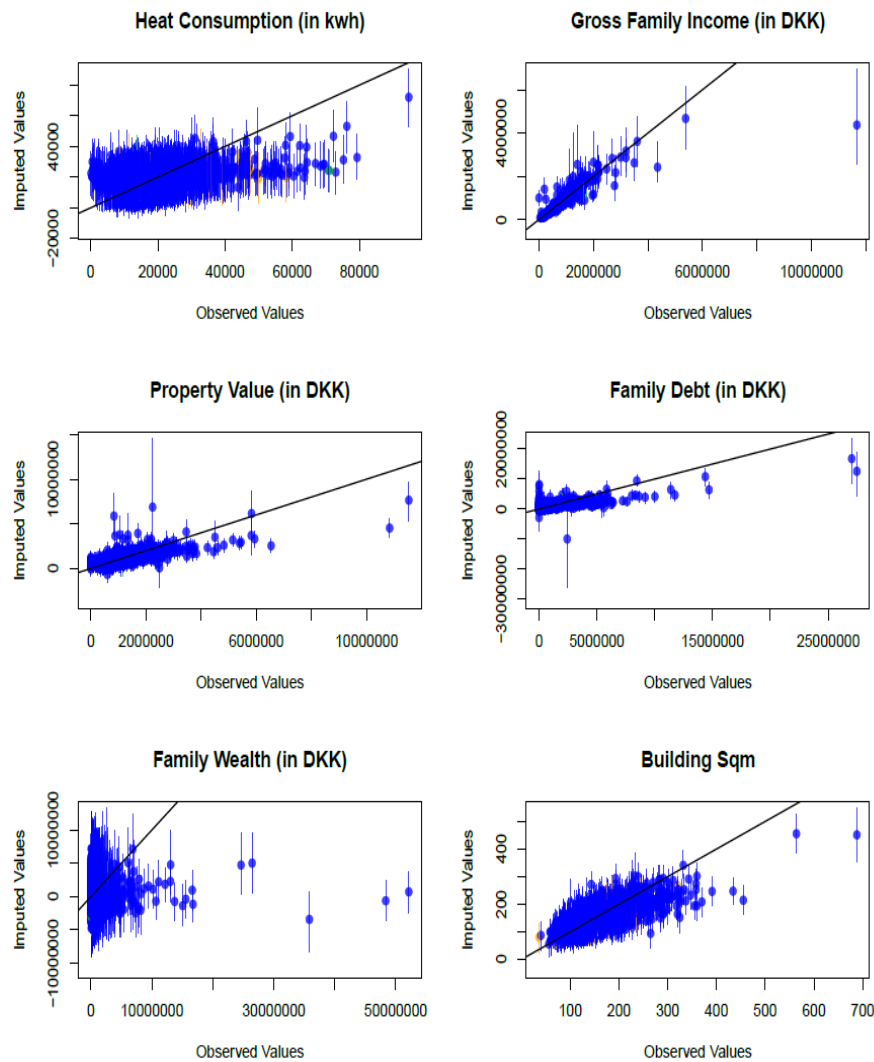 Heat Consumption (in kwh)
Imputed Values
−20000
40000
0
20000
40000
60000
80000
Observed Values
Gross Family Income (in DKK)
Imputed Values
0
4000000
0
2000000
6000000
10000000
Observed Values
Property Value (in DKK)
Imputed Values
0
10000000
0
2000000
6000000
10000000
Observed Values
Family Debt (in DKK)
Imputed Values
−30000000
0
20000000
0
5000000
15000000
25000000
Observed Values
Family Wealth (in DKK)
Imputed Values
−10000000
0
10000000
0
10000000
30000000
50000000
Observed Values
Building Sqm
Imputed Values
0
200
400
100
200
300
400
500
600
700
Observed Values